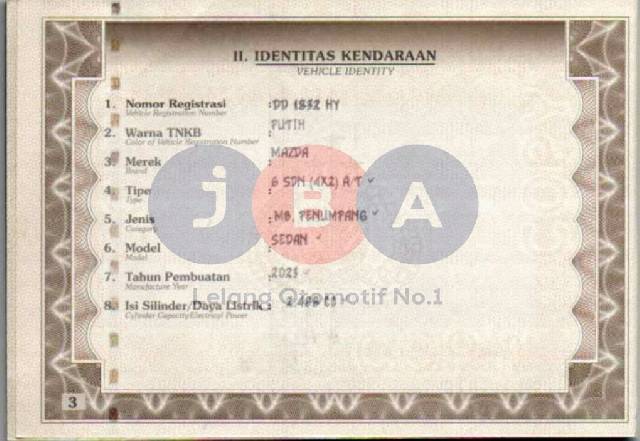 II. IDENTITAS KENDARAAN
VEHICLE IDENTITY
1. Nomor Registrasi : DD 1832 HY
Vehicle Registration Number
2. Warna TNKB : PUTIH
Color of Vehicle Registration Number
3. Merek : MAZDA
Brand
4. Tipe : 6 SDN (4X2) A/T
Type
5. Jenis : MB. PENUMPANG
Category
6. Model : SEDAN
Model
7. Tahun Pembuatan : 2023
Manufacture Year
8. Isi Silinder/Daya Listrik : CC
Cylinder Capacity/Electrical Power
JBA
Lelang Otomotif No.1
3